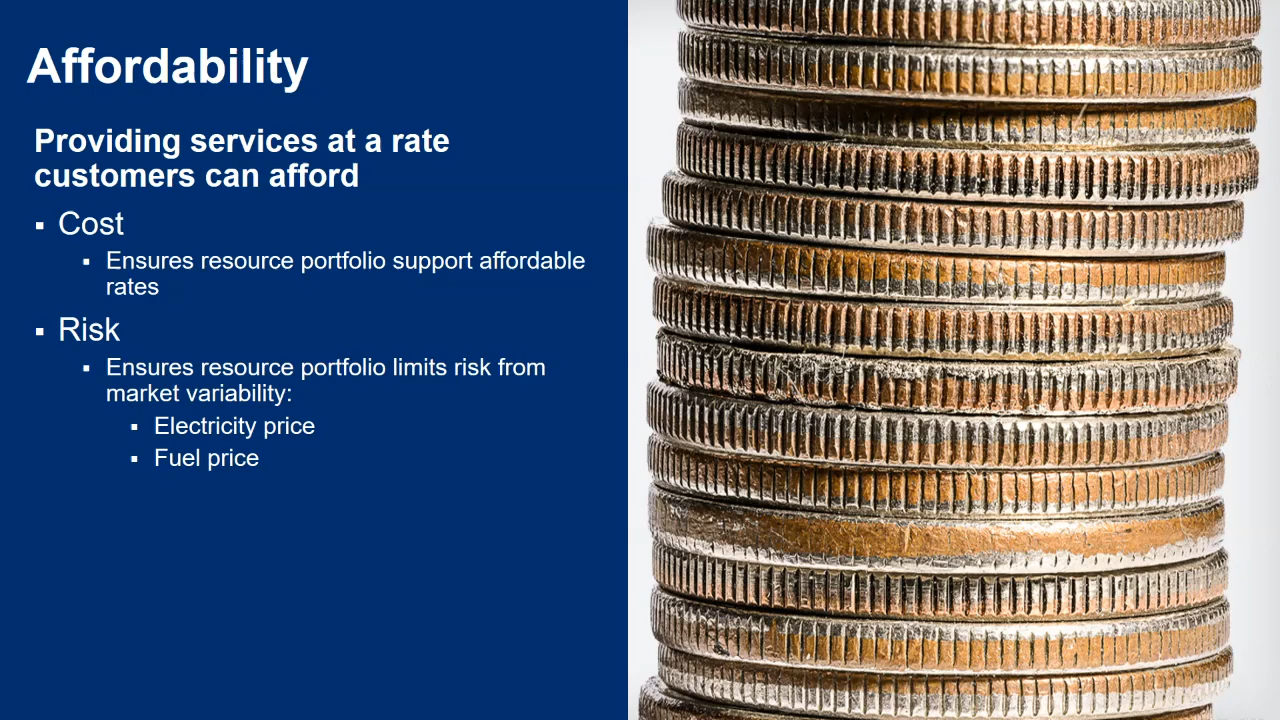 Affordability
Providing services at a rate
customers can afford
▪ Cost
▪ Ensures resource portfolio support affordable
rates
▪ Risk
▪ Ensures resource portfolio limits risk from
market variability:
▪ Electricity price
▪ Fuel price